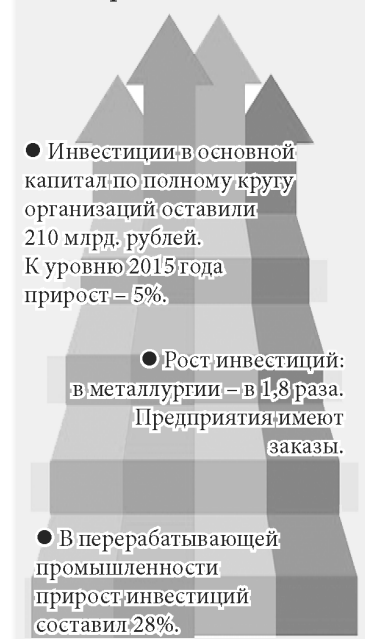 ● Инвестиции в основной
капитал по полному кругу
организаций оставили
210 млрд. рублей.
К уровню 2015 года
прирост – 5%.
● Рост инвестиций:
в металлургии – в 1,8 раза.
Предприятия имеют
заказы.
● В перерабатывающей
промышленности
прирост инвестиций
составил 28%.